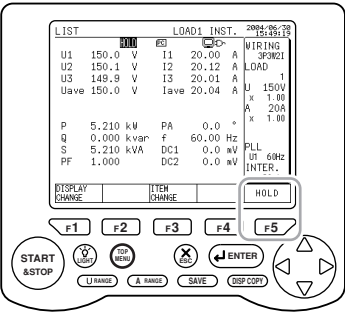 LIST LOAD1 INST. 2004/06/30
15:49:19
HOLD PC
U1 150.0 V I1 20.00 A
U2 150.1 V I2 20.12 A
U3 149.9 V I3 20.01 A
Uave 150.0 V Iave 20.04 A
P 5.210 kW PA 0.0 °
Q 0.000 kvar f 60.00 Hz
S 5.210 kVA DC1 0.0 mV
PF 1.000 DC2 0.0 mV
WIRING
3P3W2I
LOAD
1
U 150V
x 1.00
A 20A
x 1.00
PLL
U1 60Hz
INTER.
DISPLAY CHANGE
ITEM CHANGE
HOLD
F1 F2 F3 F4 F5
START &STOP
LIGHT
TOP MENU
ESC
ENTER
U RANGE A RANGE SAVE DISP COPY